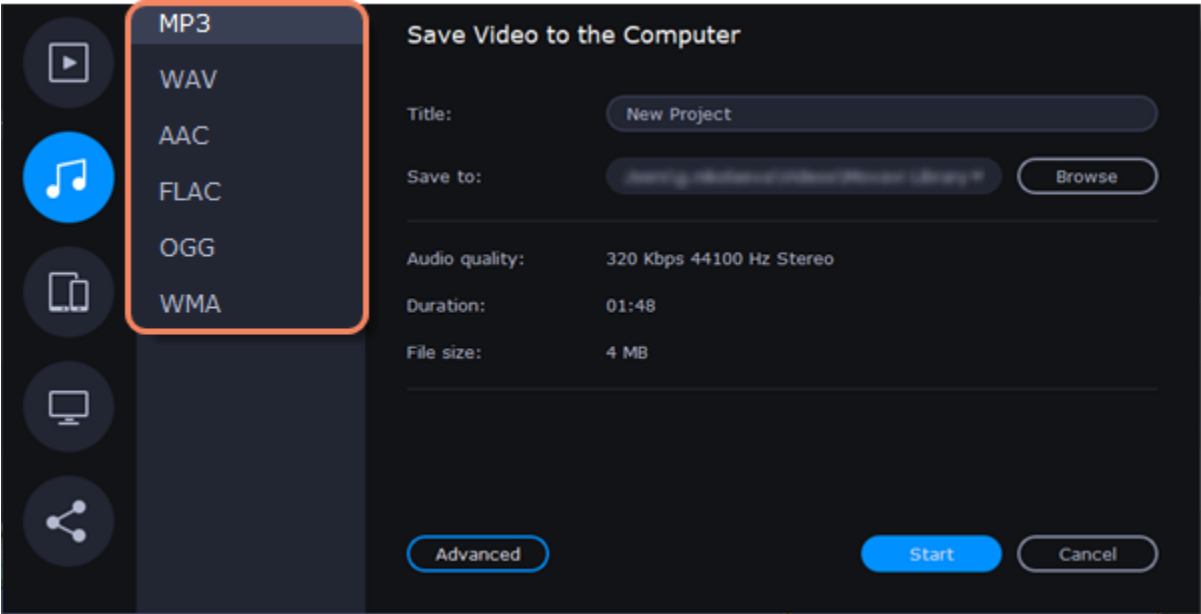 MP3
WAV
AAC
FLAC
OGG
WMA
Save Video to the Computer
Title: New Project
Save to: Browse
Audio quality: 320 Kbps 44100 Hz Stereo
Duration: 01:48
File size: 4 MB
Advanced Start Cancel